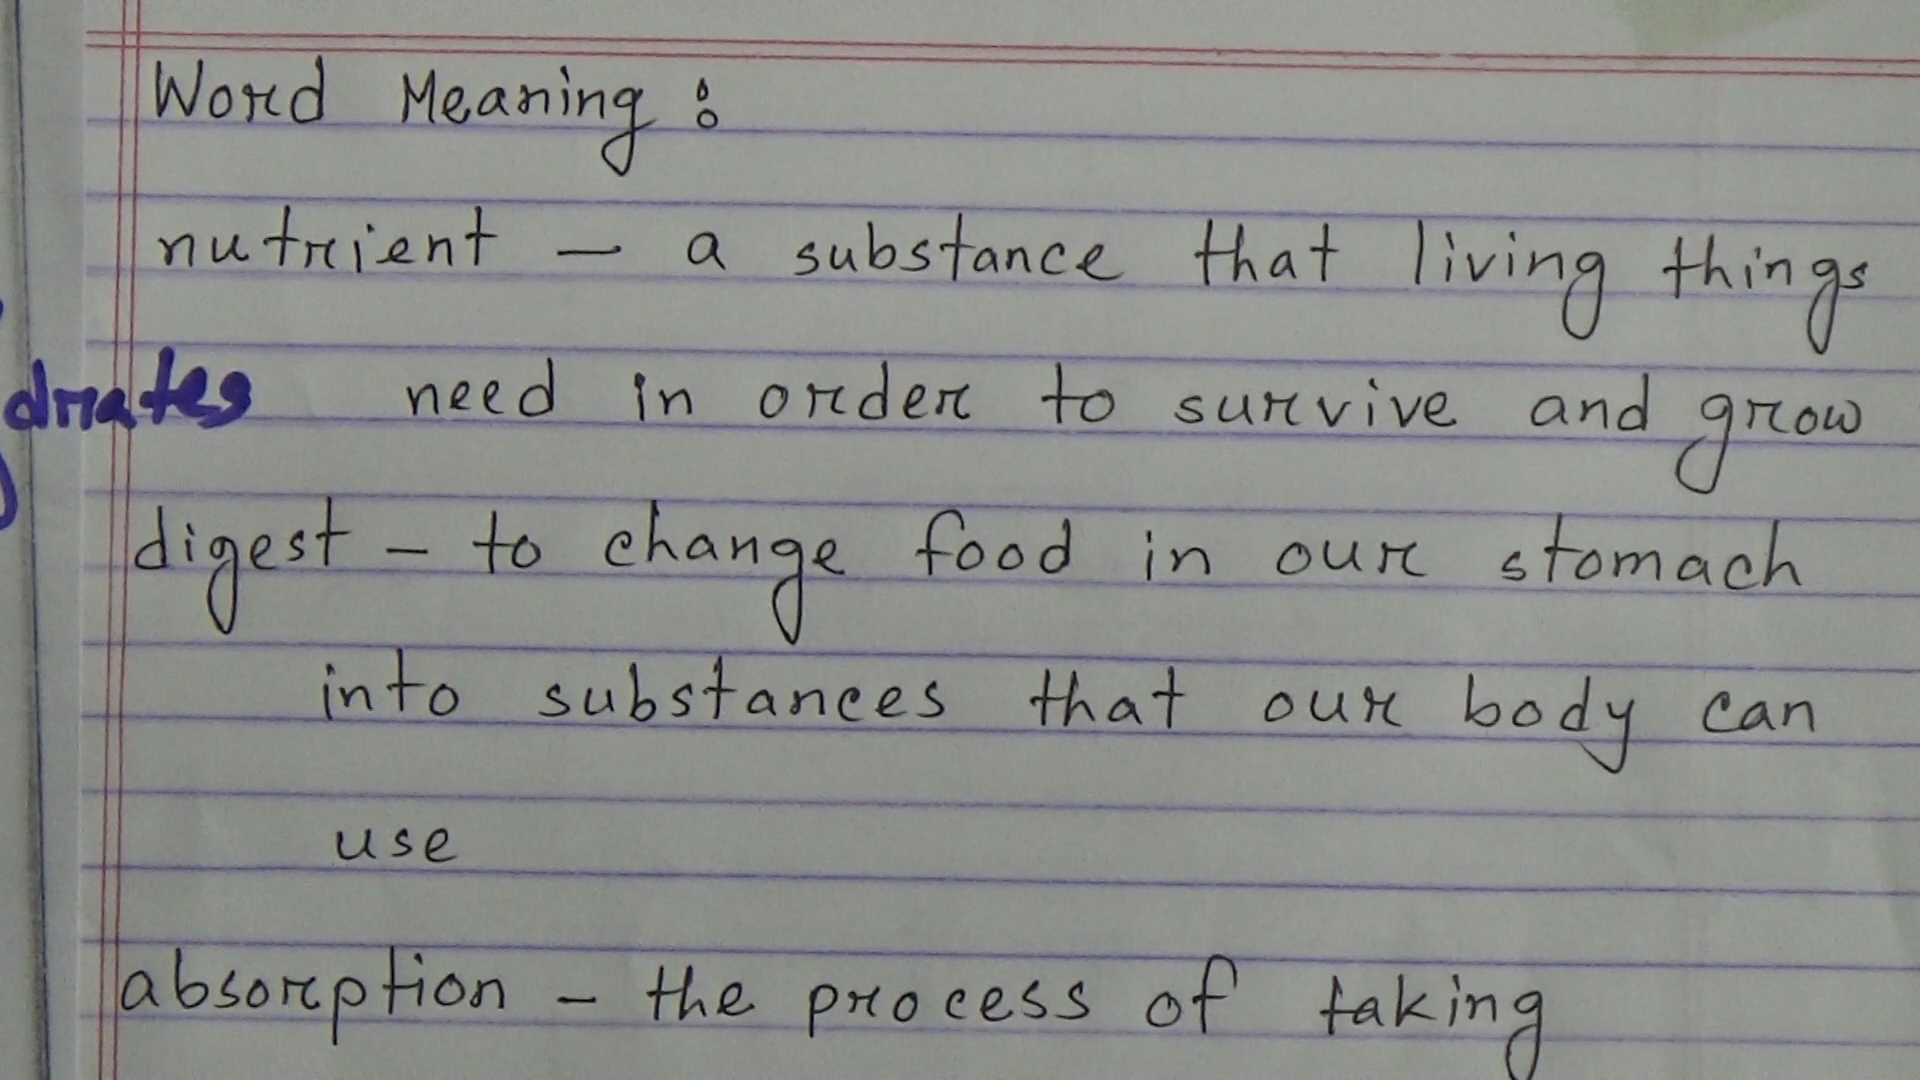 Word Meaning :
nutrient – a substance that living things
need in order to survive and grow
digest – to change food in our stomach
into substances that our body can
use
absorption – the process of taking